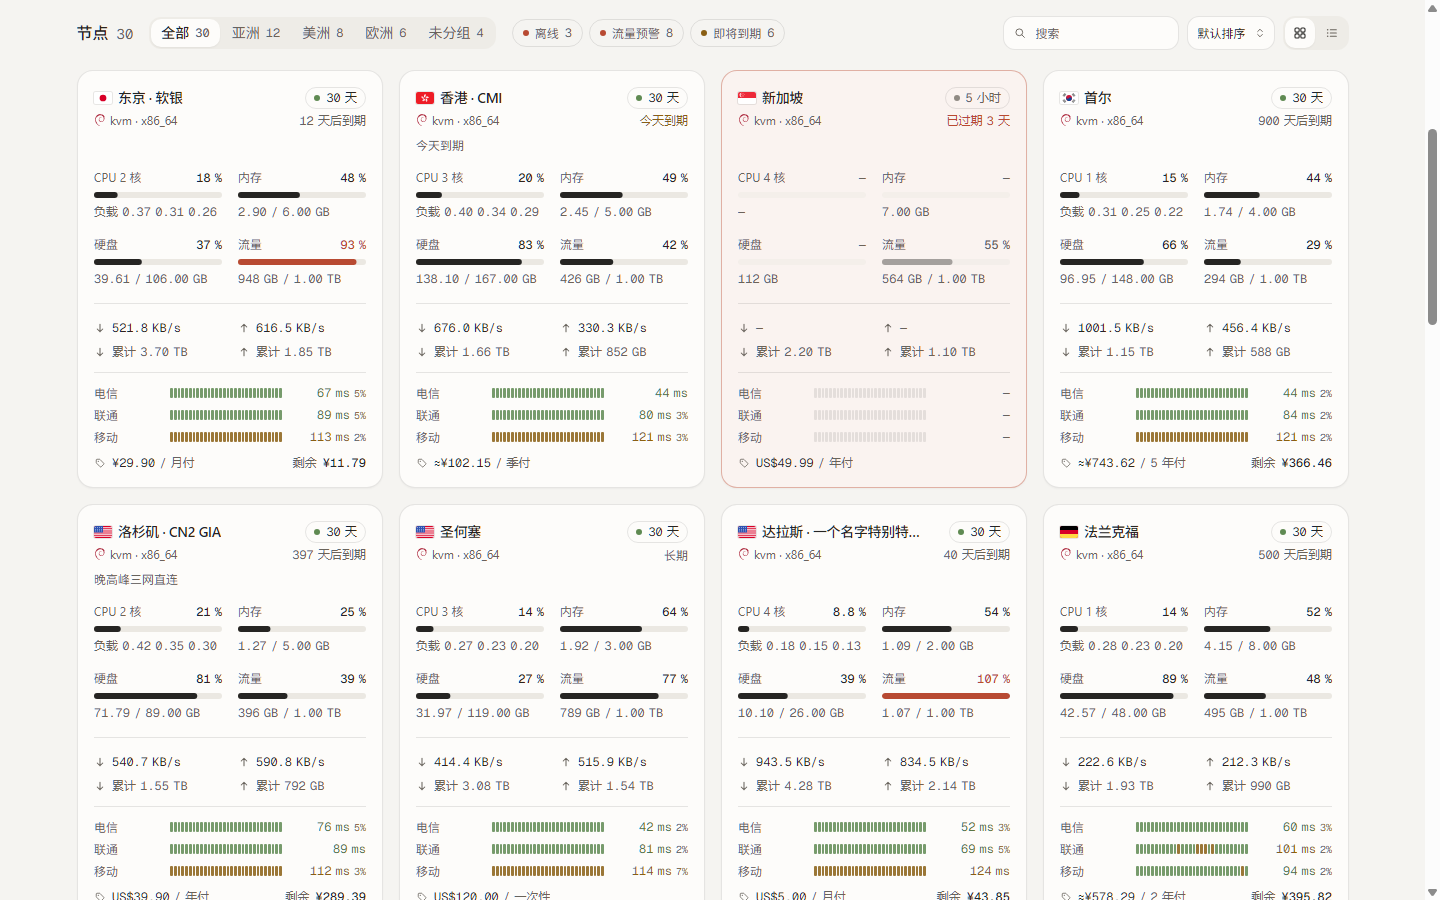 节点 30 全部 30 亚洲 12 美洲 8 欧洲 6 未分组 4 离线 3 流量预警 8 即将到期 6 搜索 默认排序
东京 · 软银 30 天
kvm · x86_64 12 天后到期
CPU 2 核 18 % 内存 48 %
负载 0.37 0.31 0.26 2.90 / 6.00 GB
硬盘 37 % 流量 93 %
39.61 / 106.00 GB 948 GB / 1.00 TB
↓ 521.8 KB/s ↑ 616.5 KB/s
↓ 累计 3.70 TB ↑ 累计 1.85 TB
电信 67 ms 5%
联通 89 ms 5%
移动 113 ms 2%
¥29.90 / 月付 剩余 ¥11.79
香港 · CMI 30 天
kvm · x86_64 今天到期
今天到期
CPU 3 核 20 % 内存 49 %
负载 0.40 0.34 0.29 2.45 / 5.00 GB
硬盘 83 % 流量 42 %
138.10 / 167.00 GB 426 GB / 1.00 TB
↓ 676.0 KB/s ↑ 330.3 KB/s
↓ 累计 1.66 TB ↑ 累计 852 GB
电信 44 ms
联通 80 ms 3%
移动 121 ms 3%
≈¥102.15 / 季付
新加坡 5 小时
kvm · x86_64 已过期 3 天
CPU 4 核 – 内存 –
– 7.00 GB
硬盘 – 流量 55 %
112 GB 564 GB / 1.00 TB
↓ – ↑ –
↓ 累计 2.20 TB ↑ 累计 1.10 TB
电信 –
联通 –
移动 –
US$49.99 / 年付
首尔 30 天
kvm · x86_64 900 天后到期
CPU 1 核 15 % 内存 44 %
负载 0.31 0.25 0.22 1.74 / 4.00 GB
硬盘 66 % 流量 29 %
96.95 / 148.00 GB 294 GB / 1.00 TB
↓ 1001.5 KB/s ↑ 456.4 KB/s
↓ 累计 1.15 TB ↑ 累计 588 GB
电信 44 ms 2%
联通 84 ms 2%
移动 121 ms 2%
≈¥743.62 / 5 年付 剩余 ¥366.46
洛杉矶 · CN2 GIA 30 天
kvm · x86_64 397 天后到期
晚高峰三网直连
CPU 2 核 21 % 内存 25 %
负载 0.42 0.35 0.30 1.27 / 5.00 GB
硬盘 81 % 流量 39 %
71.79 / 89.00 GB 396 GB / 1.00 TB
↓ 540.7 KB/s ↑ 590.8 KB/s
↓ 累计 1.55 TB ↑ 累计 792 GB
电信 76 ms 5%
联通 89 ms
移动 112 ms 3%
US$39.90 / 年付 剩余 ¥289.39
圣何塞 30 天
kvm · x86_64 长期
CPU 3 核 14 % 内存 64 %
负载 0.27 0.23 0.20 1.92 / 3.00 GB
硬盘 27 % 流量 77 %
31.97 / 119.00 GB 789 GB / 1.00 TB
↓ 414.4 KB/s ↑ 515.9 KB/s
↓ 累计 3.08 TB ↑ 累计 1.54 TB
电信 42 ms 2%
联通 81 ms 2%
移动 114 ms 7%
US$120.00 / 一次性
达拉斯 · 一个名字特别特... 30 天
kvm · x86_64 40 天后到期
CPU 4 核 8.8 % 内存 54 %
负载 0.18 0.15 0.13 1.09 / 2.00 GB
硬盘 39 % 流量 107 %
10.10 / 26.00 GB 1.07 / 1.00 TB
↓ 943.5 KB/s ↑ 834.5 KB/s
↓ 累计 4.28 TB ↑ 累计 2.14 TB
电信 52 ms 3%
联通 69 ms 5%
移动 124 ms
US$5.00 / 月付 剩余 ¥43.85
法兰克福 30 天
kvm · x86_64 500 天后到期
CPU 1 核 14 % 内存 52 %
负载 0.28 0.23 0.20 4.15 / 8.00 GB
硬盘 89 % 流量 48 %
42.57 / 48.00 GB 495 GB / 1.00 TB
↓ 222.6 KB/s ↑ 212.3 KB/s
↓ 累计 1.93 TB ↑ 累计 990 GB
电信 60 ms 3%
联通 101 ms 2%
移动 94 ms 2%
≈¥578.29 / 2 年付 剩余 ¥395.82